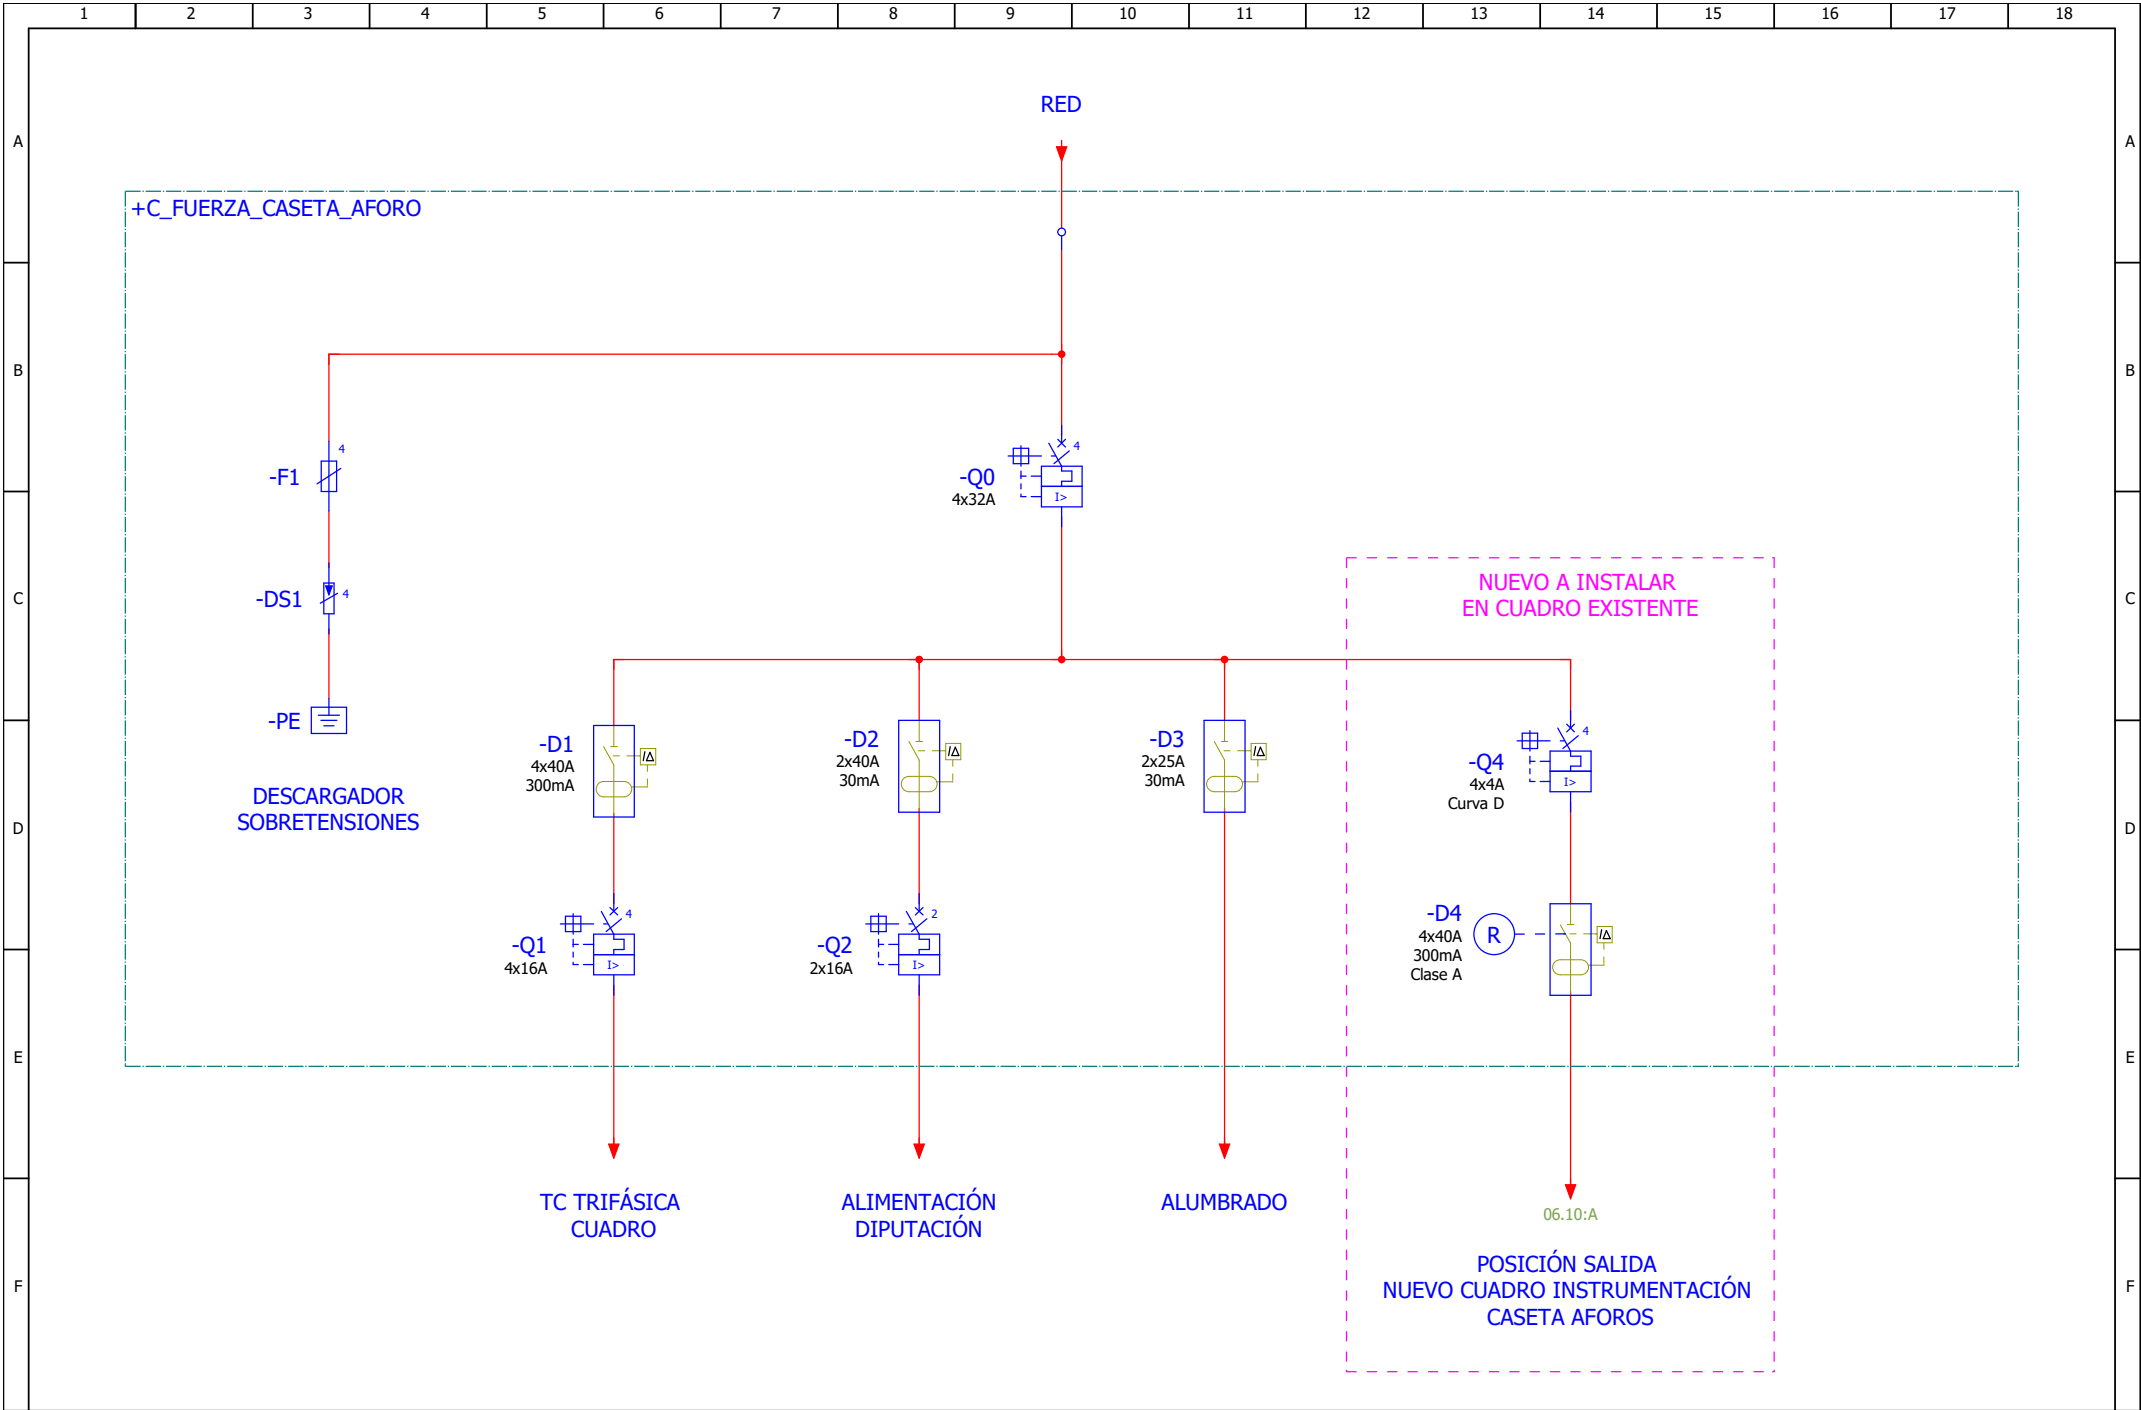 1 2 3 4 5 6 7 8 9 10 11 12 13 14 15 16 17 18
RED
A A
+C_FUERZA_CASETA_AFORO
B B
-F1
4
-Q0
4x32A
4
I>
-DS1
4
C C
NUEVO A INSTALAR
EN CUADRO EXISTENTE
-PE
DESCARGADOR
SOBRETENSIONES
-D1
4x40A
300mA
I∆
-D2
2x40A
30mA
I∆
-D3
2x25A
30mA
I∆
-Q4
4x4A
Curva D
4
I>
D D
-Q1
4x16A
4
I>
-Q2
2x16A
2
I>
-D4
4x40A
300mA
Clase A
R
I∆
E E
TC TRIFÁSICA
CUADRO
ALIMENTACIÓN
DIPUTACIÓN
ALUMBRADO
06.10:A
POSICIÓN SALIDA
NUEVO CUADRO INSTRUMENTACIÓN
CASETA AFOROS
F F